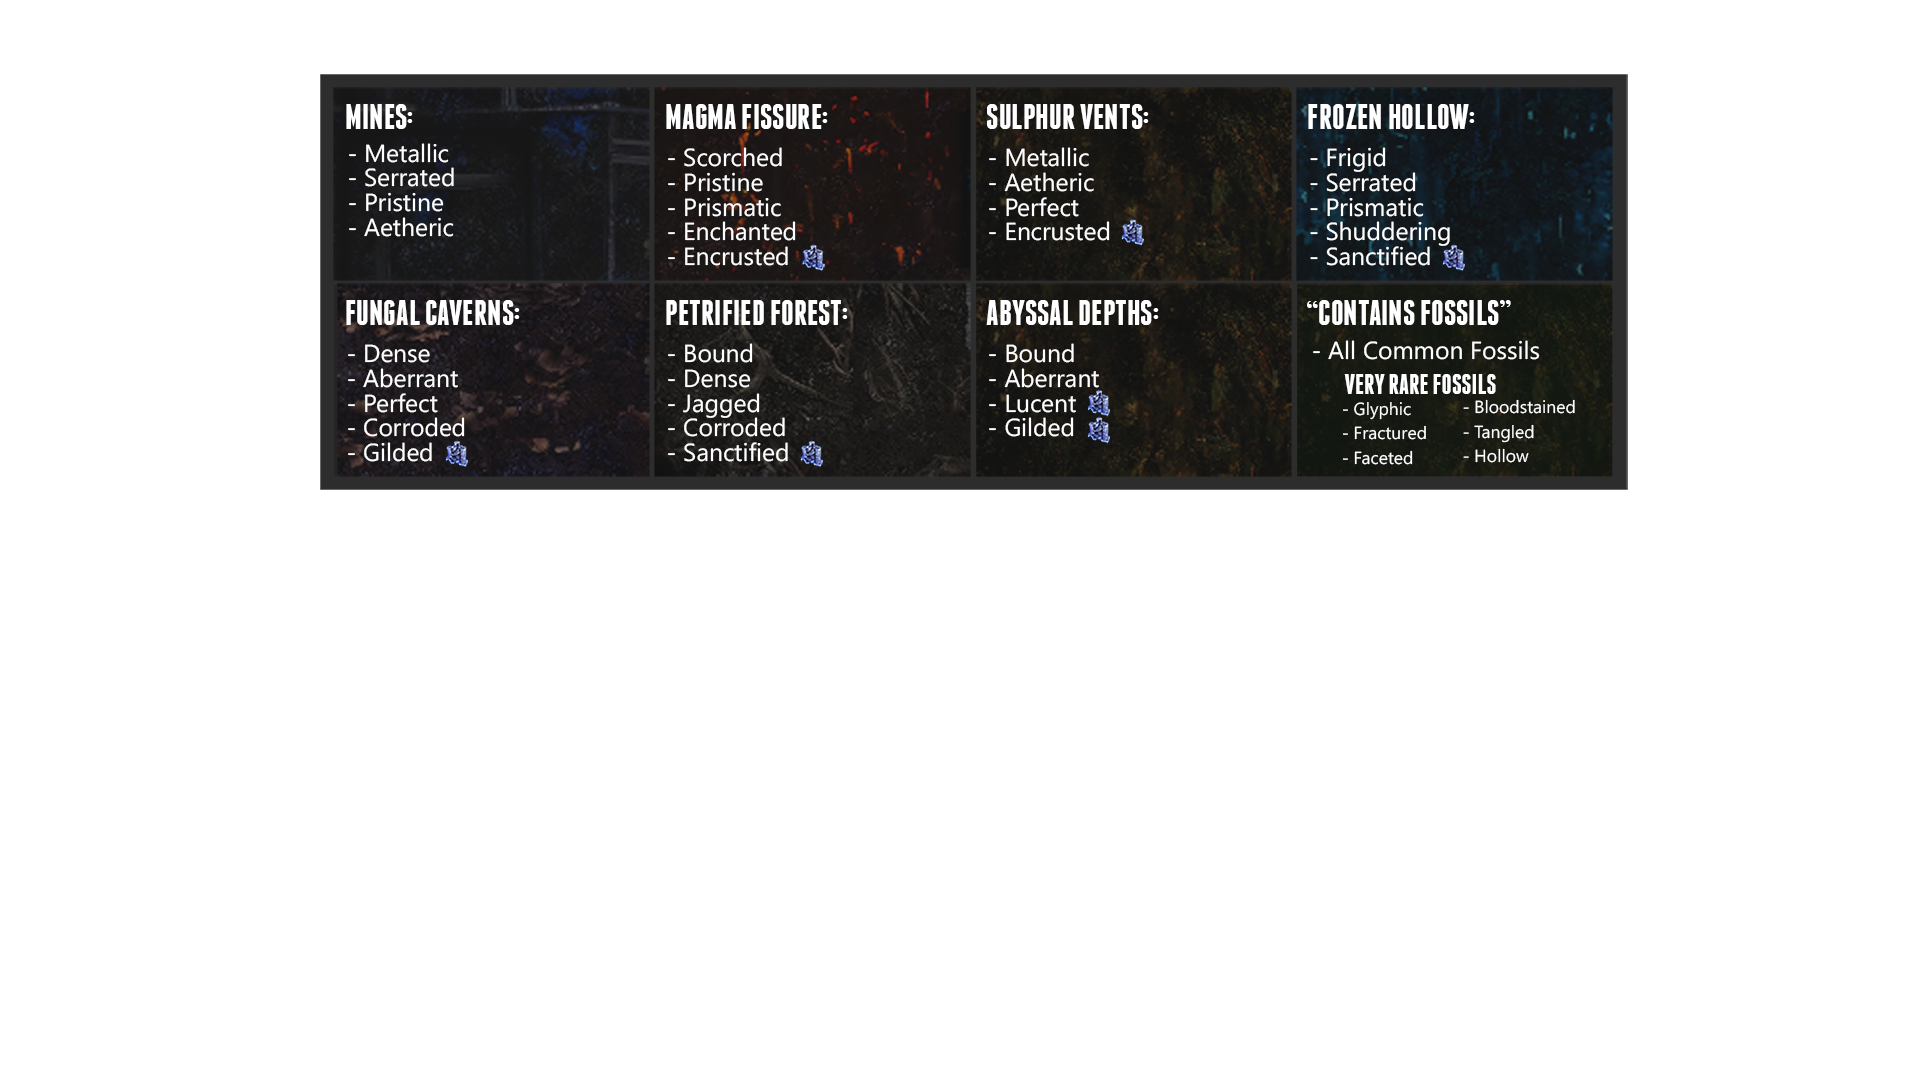 MINES:
- Metallic
- Serrated
- Pristine
- Aetheric
MAGMA FISSURE:
- Scorched
- Pristine
- Prismatic
- Enchanted
- Encrusted
SULPHUR VENTS:
- Metallic
- Aetheric
- Perfect
- Encrusted
FROZEN HOLLOW:
- Frigid
- Serrated
- Prismatic
- Shuddering
- Sanctified
FUNGAL CAVERNS:
- Dense
- Aberrant
- Perfect
- Corroded
- Gilded
PETRIFIED FOREST:
- Bound
- Dense
- Jagged
- Corroded
- Sanctified
ABYSSAL DEPTHS:
- Bound
- Aberrant
- Lucent
- Gilded
“CONTAINS FOSSILS”
- All Common Fossils
VERY RARE FOSSILS
- Glyphic
- Fractured
- Faceted
- Bloodstained
- Tangled
- Hollow